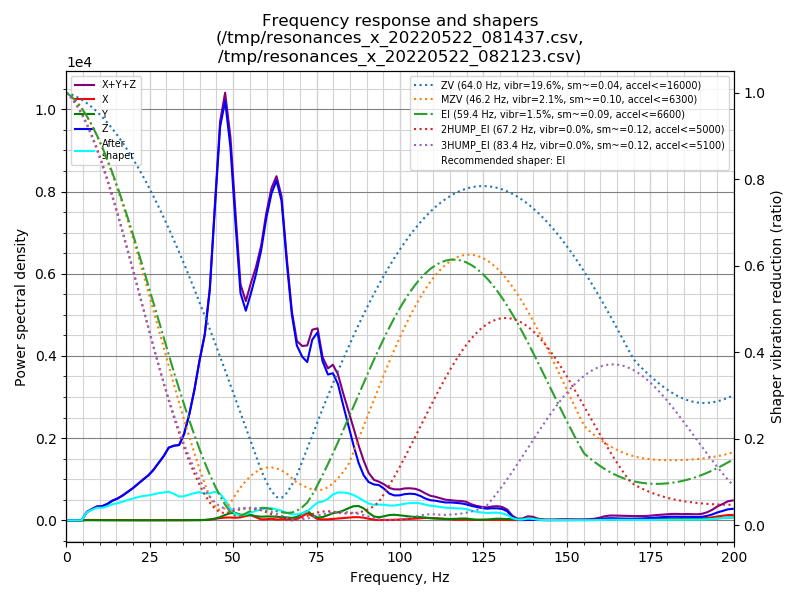 Frequency response and shapers
(/tmp/resonances_x_20220522_081437.csv,
/tmp/resonances_x_20220522_082123.csv)
1e4
X+Y+Z
X
Y
Z
After
shaper
ZV (64.0 Hz, vibr=19.6%, sm~=0.04, accel<=16000)
MZV (46.2 Hz, vibr=2.1%, sm~=0.10, accel<=6300)
EI (59.4 Hz, vibr=1.5%, sm~=0.09, accel<=6600)
2HUMP_EI (67.2 Hz, vibr=0.0%, sm~=0.12, accel<=5000)
3HUMP_EI (83.4 Hz, vibr=0.0%, sm~=0.12, accel<=5100)
Recommended shaper: EI
Power spectral density
1.0
0.8
0.6
0.4
0.2
0.0
Shaper vibration reduction (ratio)
1.0
0.8
0.6
0.4
0.2
0.0
0 25 50 75 100 125 150 175 200
Frequency, Hz